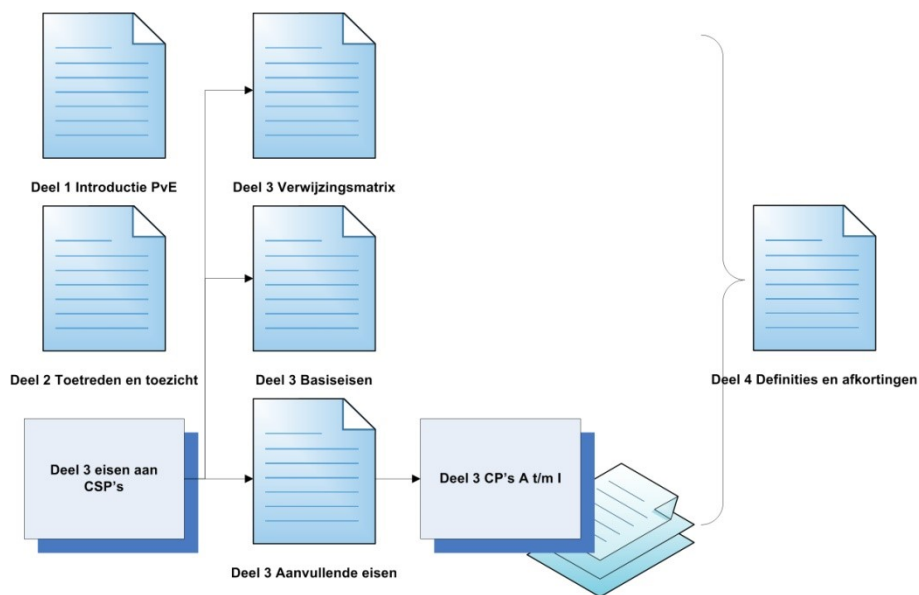 Deel 1 Introductie PvE
Deel 3 Verwijzingsmatrix
Deel 2 Toetreden en toezicht
Deel 3 Basiseisen
Deel 4 Definities en afkortingen
Deel 3 eisen aan
CSP's
Deel 3 CP's A t/m I
Deel 3 Aanvullende eisen